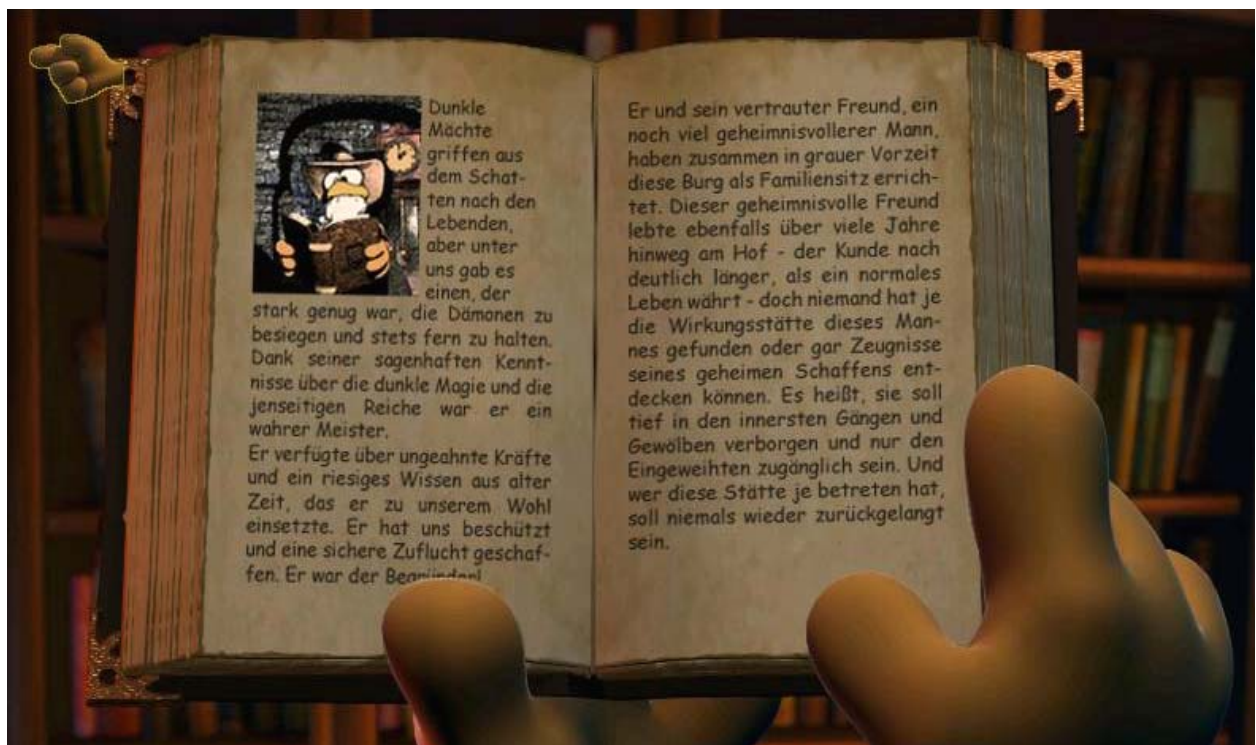 Dunkle
Mächte
griffen aus
dem Schat-
ten nach den
Lebenden,
aber unter
uns gab es
einen, der
stark genug war, die Dämonen zu
besiegen und stets fern zu halten.
Dank seiner sagenhaften Kennt-
nisse über die dunkle Magie und die
jenseitigen Reiche war er ein
wahrer Meister.
Er verfügte über ungeahnte Kräfte
und ein riesiges Wissen aus alter
Zeit, das er zu unserem Wohl
einsetzte. Er hat uns beschützt
und eine sichere Zuflucht geschaf-
fen. Er war der Begründer!
Er und sein vertrauter Freund, ein
noch viel geheimnisvollerer Mann,
haben zusammen in grauer Vorzeit
diese Burg als Familiensitz errich-
tet. Dieser geheimnisvolle Freund
lebte ebenfalls über viele Jahre
hinweg am Hof - der Kunde nach
deutlich länger, als ein normales
Leben währt - doch niemand hat je
die Wirkungsstätte dieses Man-
nes gefunden oder gar Zeugnisse
seines geheimen Schaffens ent-
decken können. Es heißt, sie soll
tief in den innersten Gängen und
Gewölben verborgen und nur den
Eingeweihten zugänglich sein. Und
wer diese Stätte je betreten hat,
soll niemals wieder zurückgelangt
sein.